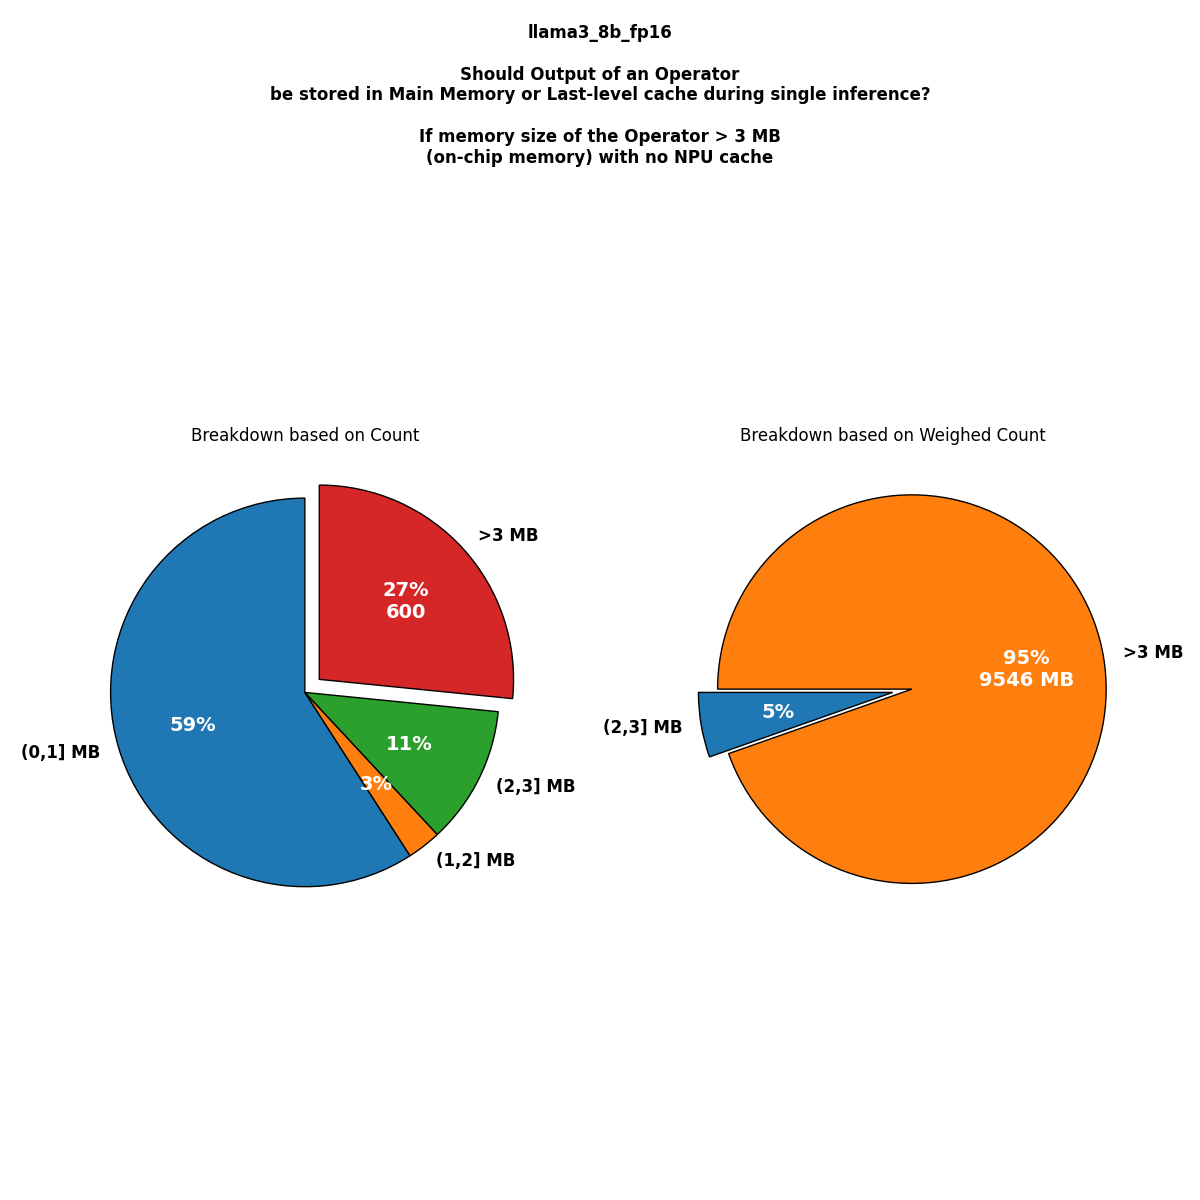 llama3_8b_fp16
Should Output of an Operator
be stored in Main Memory or Last-level cache during single inference?
If memory size of the Operator > 3 MB
(on-chip memory) with no NPU cache
Breakdown based on Count
>3 MB
27%
600
59%
(0,1] MB
11%
3%
(2,3] MB
(1,2] MB
Breakdown based on Weighed Count
95%
9546 MB
>3 MB
5%
(2,3] MB